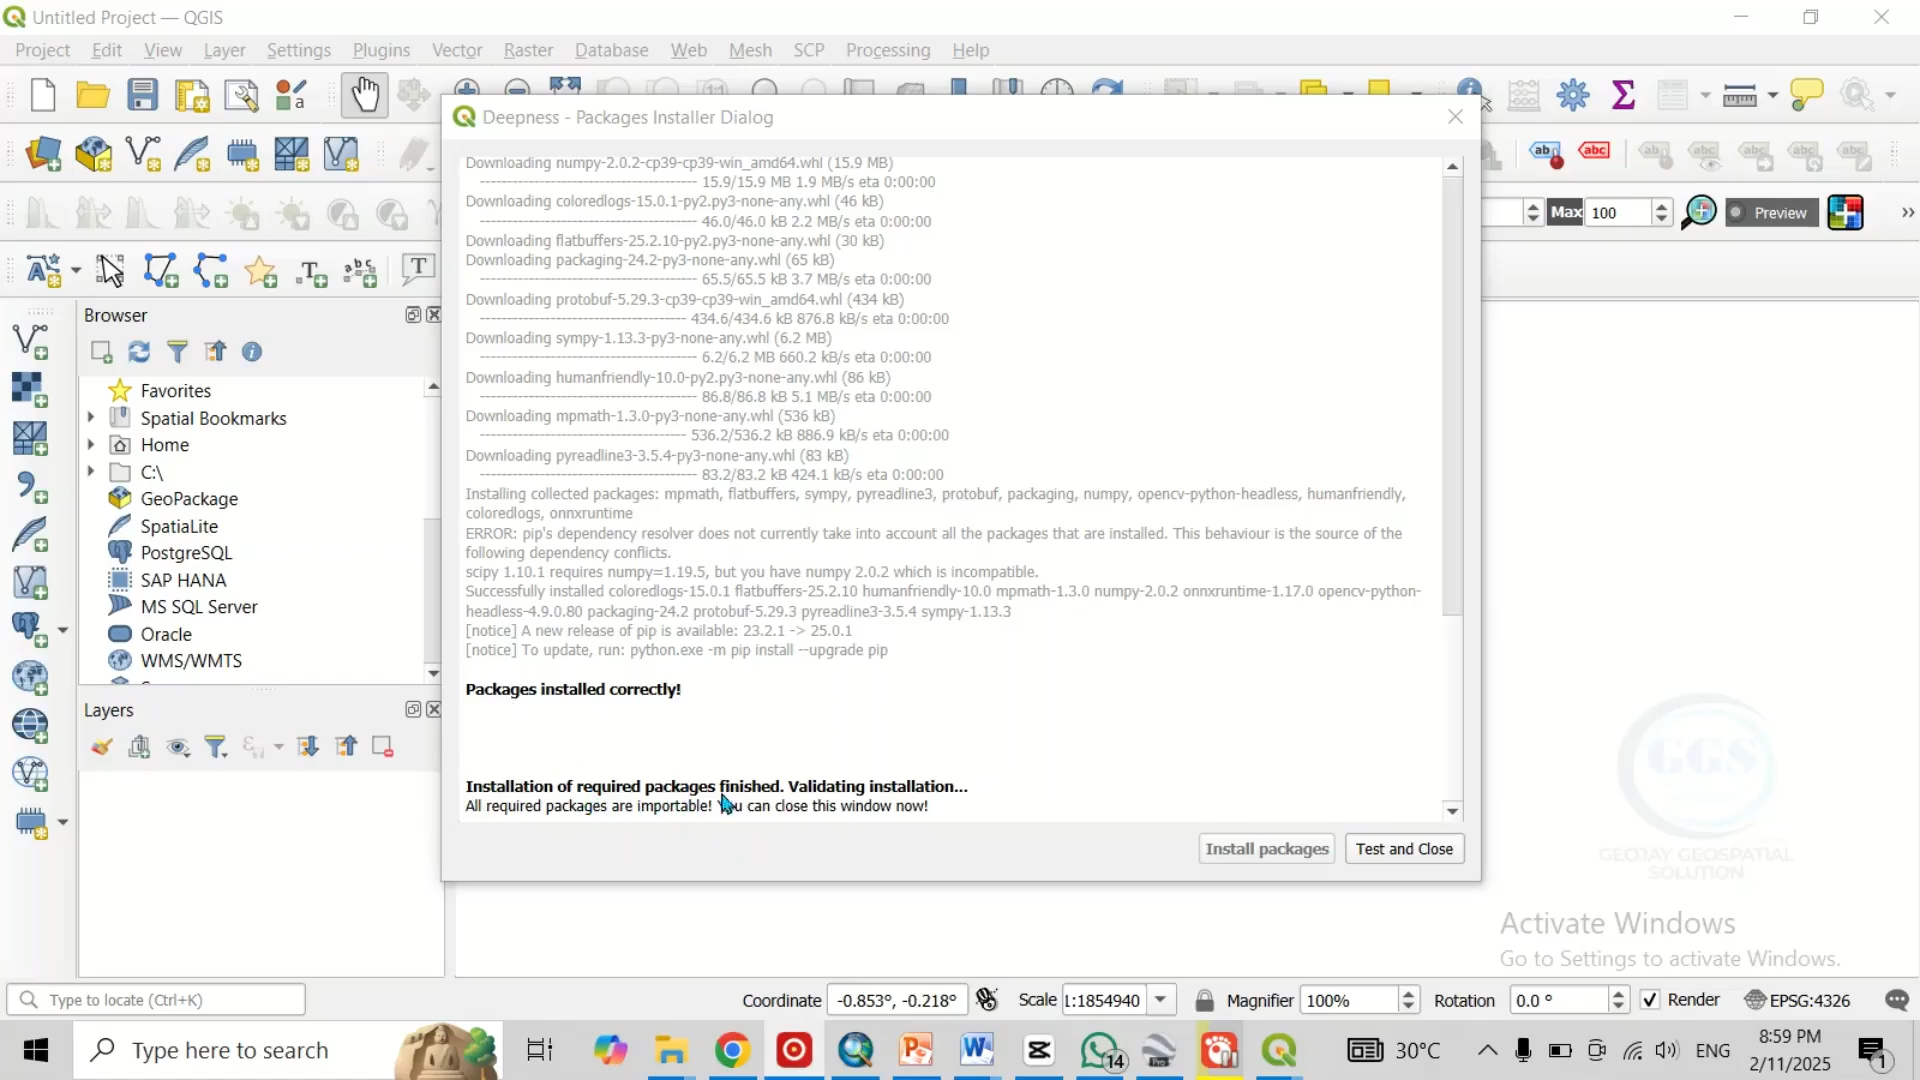 Untitled Project — QGIS
Project Edit View Layer Settings Plugins Vector Raster Database Web Mesh SCP Processing Help
Deepness - Packages Installer Dialog
Downloading numpy-2.0.2-cp39-cp39-win_amd64.whl (15.9 MB)
---------------------------------------- 15.9/15.9 MB 1.9 MB/s eta 0:00:00
Downloading coloredlogs-15.0.1-py2.py3-none-any.whl (46 kB)
---------------------------------------- 46.0/46.0 kB 2.2 MB/s eta 0:00:00
Downloading flatbuffers-25.2.10-py2.py3-none-any.whl (30 kB)
Downloading packaging-24.2-py3-none-any.whl (65 kB)
---------------------------------------- 65.5/65.5 kB 3.7 MB/s eta 0:00:00
Downloading protobuf-5.29.3-cp39-cp39-win_amd64.whl (434 kB)
-------------------------------------- 434.6/434.6 kB 876.8 kB/s eta 0:00:00
Downloading sympy-1.13.3-py3-none-any.whl (6.2 MB)
---------------------------------------- 6.2/6.2 MB 660.2 kB/s eta 0:00:00
Downloading humanfriendly-10.0-py2.py3-none-any.whl (86 kB)
---------------------------------------- 86.8/86.8 kB 5.1 MB/s eta 0:00:00
Downloading mpmath-1.3.0-py3-none-any.whl (536 kB)
-------------------------------------- 536.2/536.2 kB 886.9 kB/s eta 0:00:00
Downloading pyreadline3-3.5.4-py3-none-any.whl (83 kB)
---------------------------------------- 83.2/83.2 kB 424.1 kB/s eta 0:00:00
Installing collected packages: mpmath, flatbuffers, sympy, pyreadline3, protobuf, packaging, numpy, opencv-python-headless, humanfriendly,
coloredlogs, onnxruntime
ERROR: pip's dependency resolver does not currently take into account all the packages that are installed. This behaviour is the source of the
following dependency conflicts.
scipy 1.10.1 requires numpy=1.19.5, but you have numpy 2.0.2 which is incompatible.
Successfully installed coloredlogs-15.0.1 flatbuffers-25.2.10 humanfriendly-10.0 mpmath-1.3.0 numpy-2.0.2 onnxruntime-1.17.0 opencv-python-
headless-4.9.0.80 packaging-24.2 protobuf-5.29.3 pyreadline3-3.5.4 sympy-1.13.3
[notice] A new release of pip is available: 23.2.1 -> 25.0.1
[notice] To update, run: python.exe -m pip install --upgrade pip
Packages installed correctly!
Installation of required packages finished. Validating installation...
All required packages are importable! You can close this window now!
Install packages
Test and Close
ab
abc
Max 100
Preview
T
abc
T
Browser
Favorites
Spatial Bookmarks
Home
C:\
GeoPackage
SpatiaLite
PostgreSQL
SAP HANA
MS SQL Server
Oracle
WMS/WMTS
Layers
GGS
GEOJAY GEOSPATIAL
SOLUTION
Activate Windows
Go to Settings to activate Windows.
Type to locate (Ctrl+K)
Coordinate -0.853°, -0.218°
Scale 1:1854940
Magnifier 100%
Rotation 0.0 °
Render
EPSG:4326
Type here to search
14
30°C
ENG
8:59 PM
2/11/2025
1